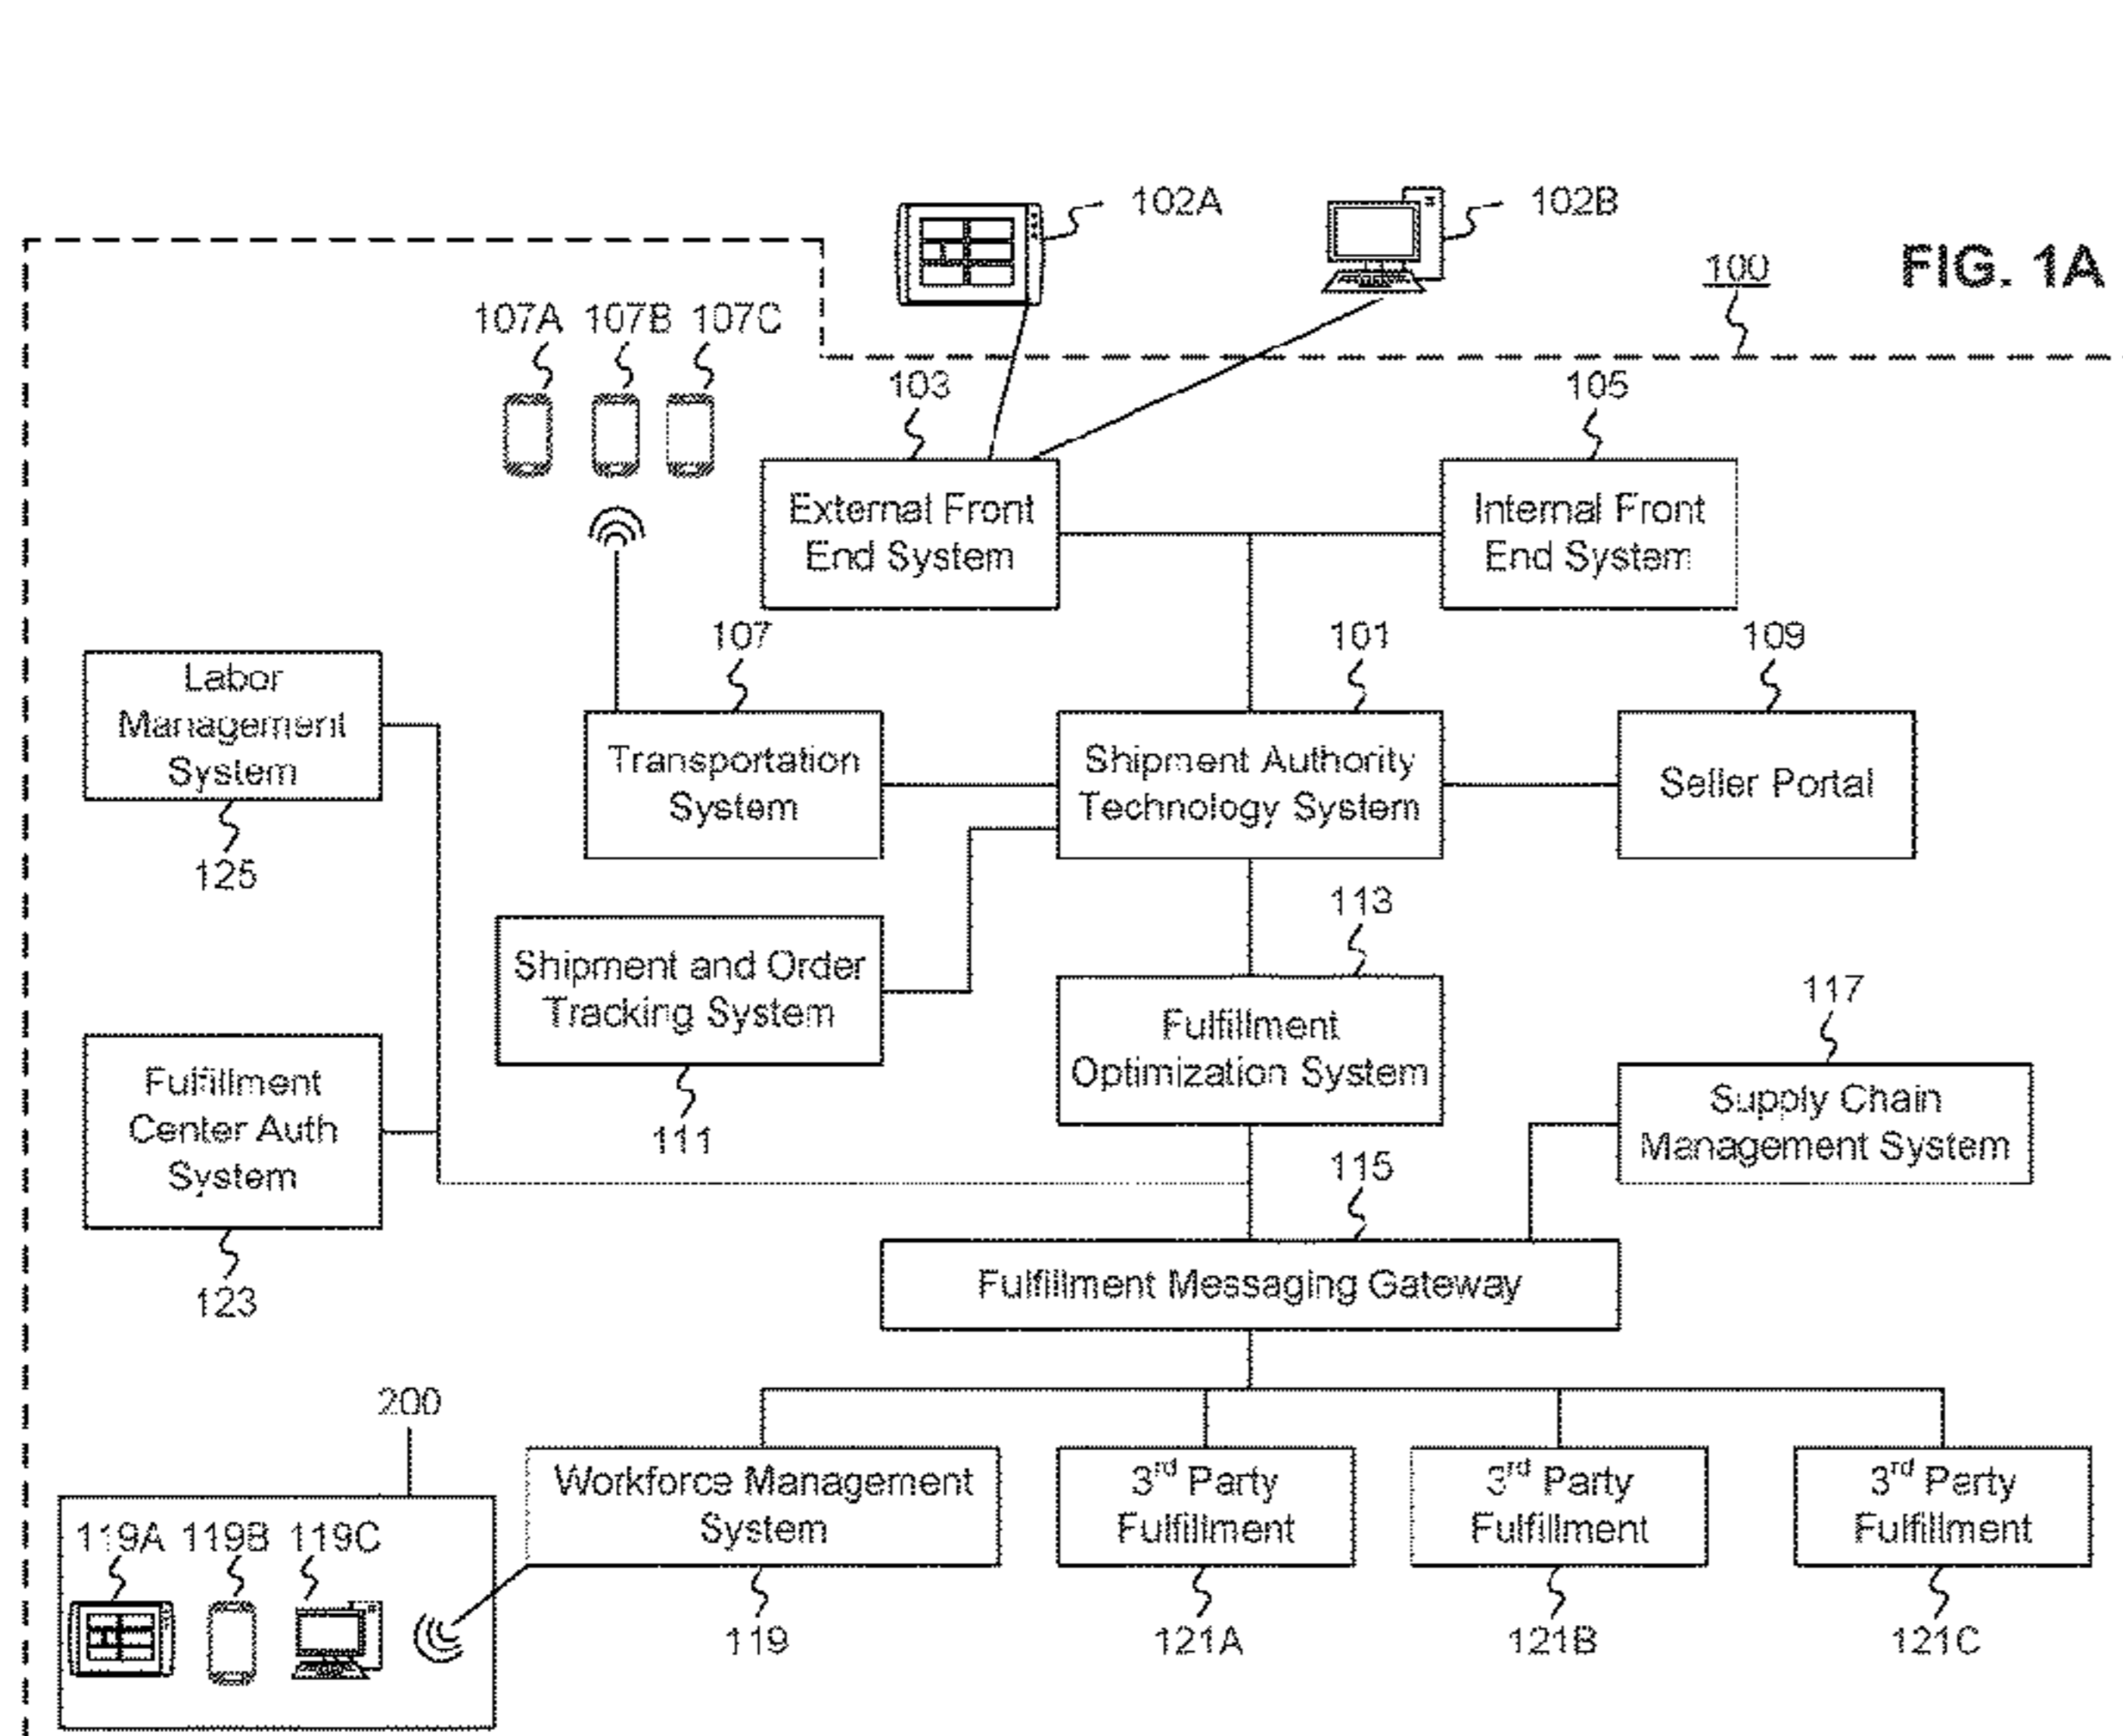 102A
102B
100
FIG. 1A
107A 107B 107C
103
105
External Front
End System
Internal Front
End System
107
101
109
Labor
Management
System
125
Transportation
System
Shipment Authority
Technology System
Seller Portal
113
Shipment and Order
Tracking System
111
Fulfillment
Optimization System
117
Supply Chain
Management System
Fulfillment
Center Auth
System
123
115
Fulfillment Messaging Gateway
200
119A 119B 119C
Workforce Management
System
119
3rd Party
Fulfillment
121A
3rd Party
Fulfillment
121B
3rd Party
Fulfillment
121C